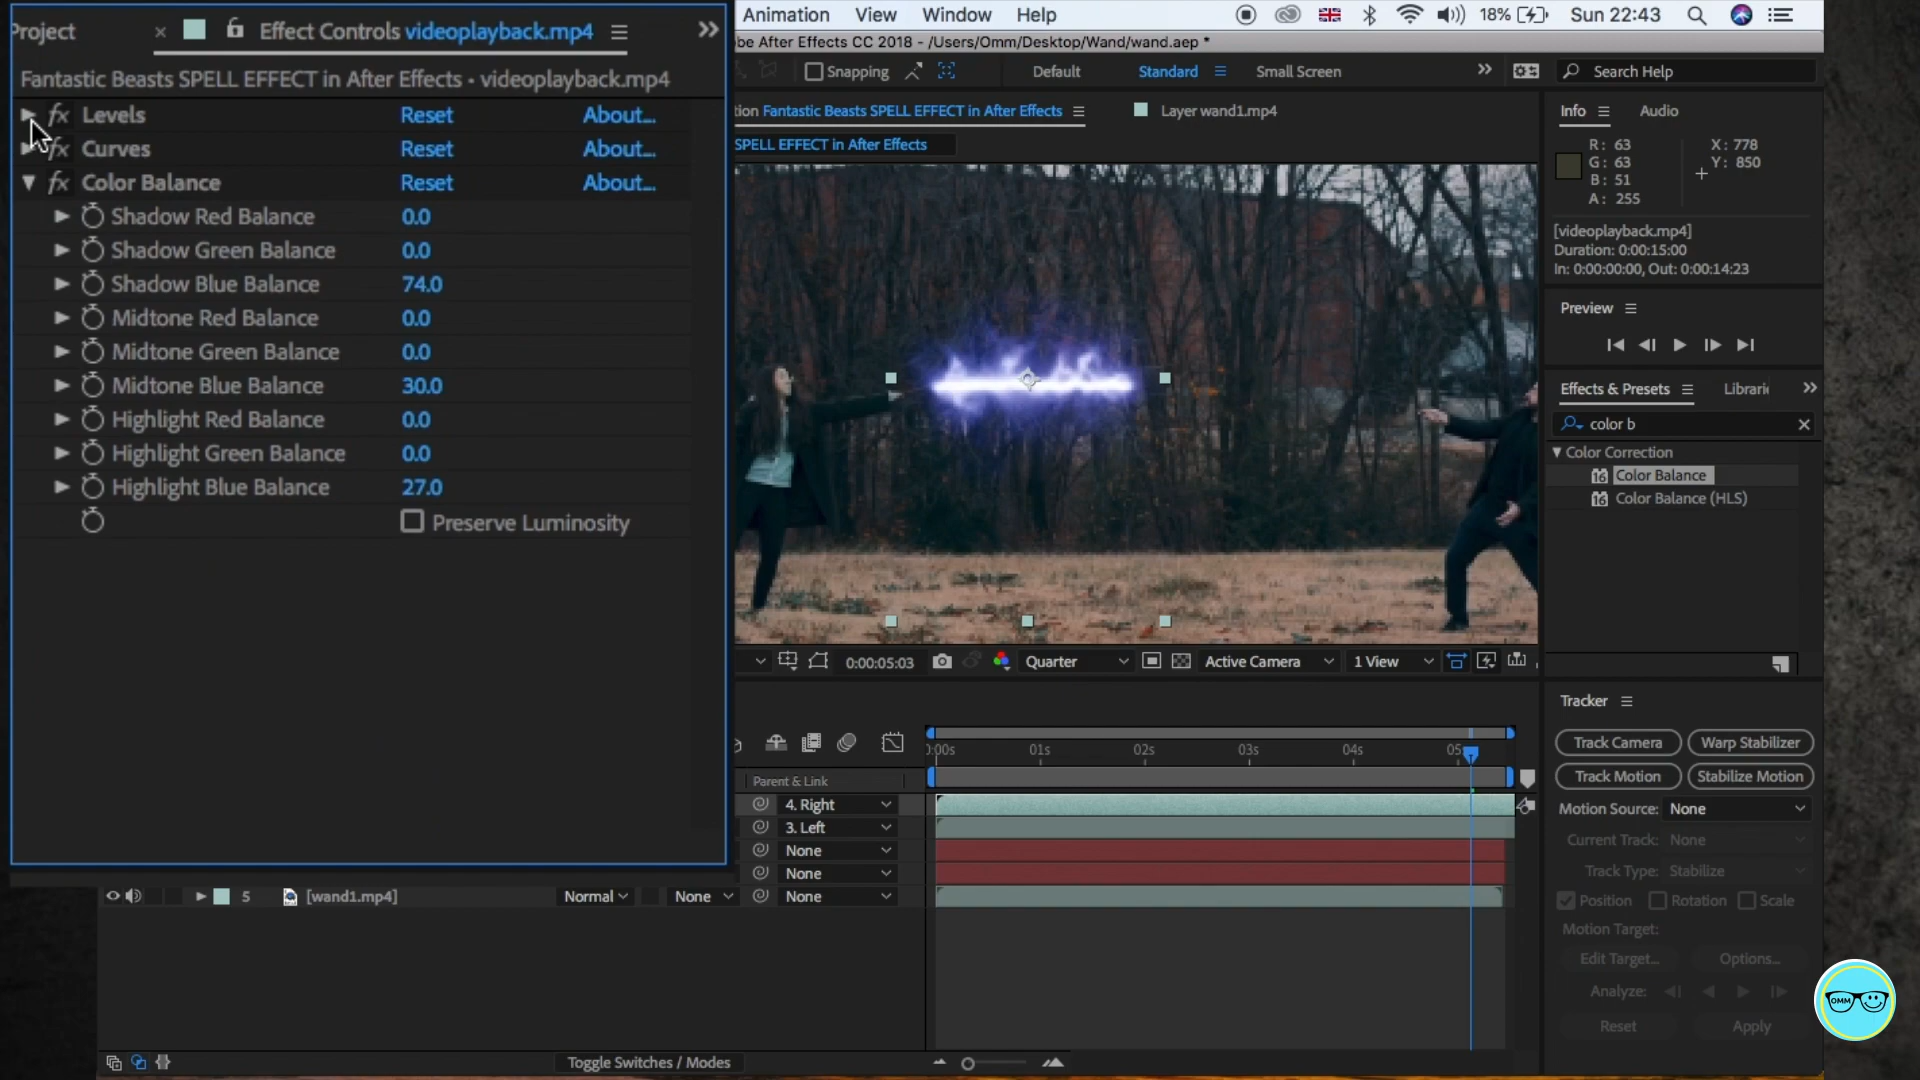 Project
Effect Controls videoplayback.mp4
Fantastic Beasts SPELL EFFECT in After Effects • videoplayback.mp4
fx Levels Reset About...
fx Curves Reset About...
fx Color Balance Reset About...
Shadow Red Balance 0.0
Shadow Green Balance 0.0
Shadow Blue Balance 74.0
Midtone Red Balance 0.0
Midtone Green Balance 0.0
Midtone Blue Balance 30.0
Highlight Red Balance 0.0
Highlight Green Balance 0.0
Highlight Blue Balance 27.0
Preserve Luminosity
Animation View Window Help 18% Sun 22:43
be After Effects CC 2018 - /Users/Omm/Desktop/Wand/wand.aep *
Snapping Default Standard Small Screen Search Help
tion Fantastic Beasts SPELL EFFECT in After Effects Layer wand1.mp4
SPELL EFFECT in After Effects
Info Audio
R: 63 X: 778
G: 63 Y: 850
B: 51
A: 255
[videoplayback.mp4]
Duration: 0:00:15:00
In: 0:00:00:00, Out: 0:00:14:23
Preview
Effects & Presets Librari
color b
Color Correction
16 Color Balance
16 Color Balance (HLS)
0:00:05:03 Quarter Active Camera 1 View
Tracker
Track Camera Warp Stabilizer
Track Motion Stabilize Motion
Motion Source: None
Current Track: None
Track Type: Stabilize
Position Rotation Scale
Motion Target:
Edit Target... Options...
Analyze:
Reset Apply
0:00s 01s 02s 03s 04s 05
Parent & Link
4. Right
3. Left
None
None
5 [wand1.mp4] Normal None None
Toggle Switches / Modes
OMM